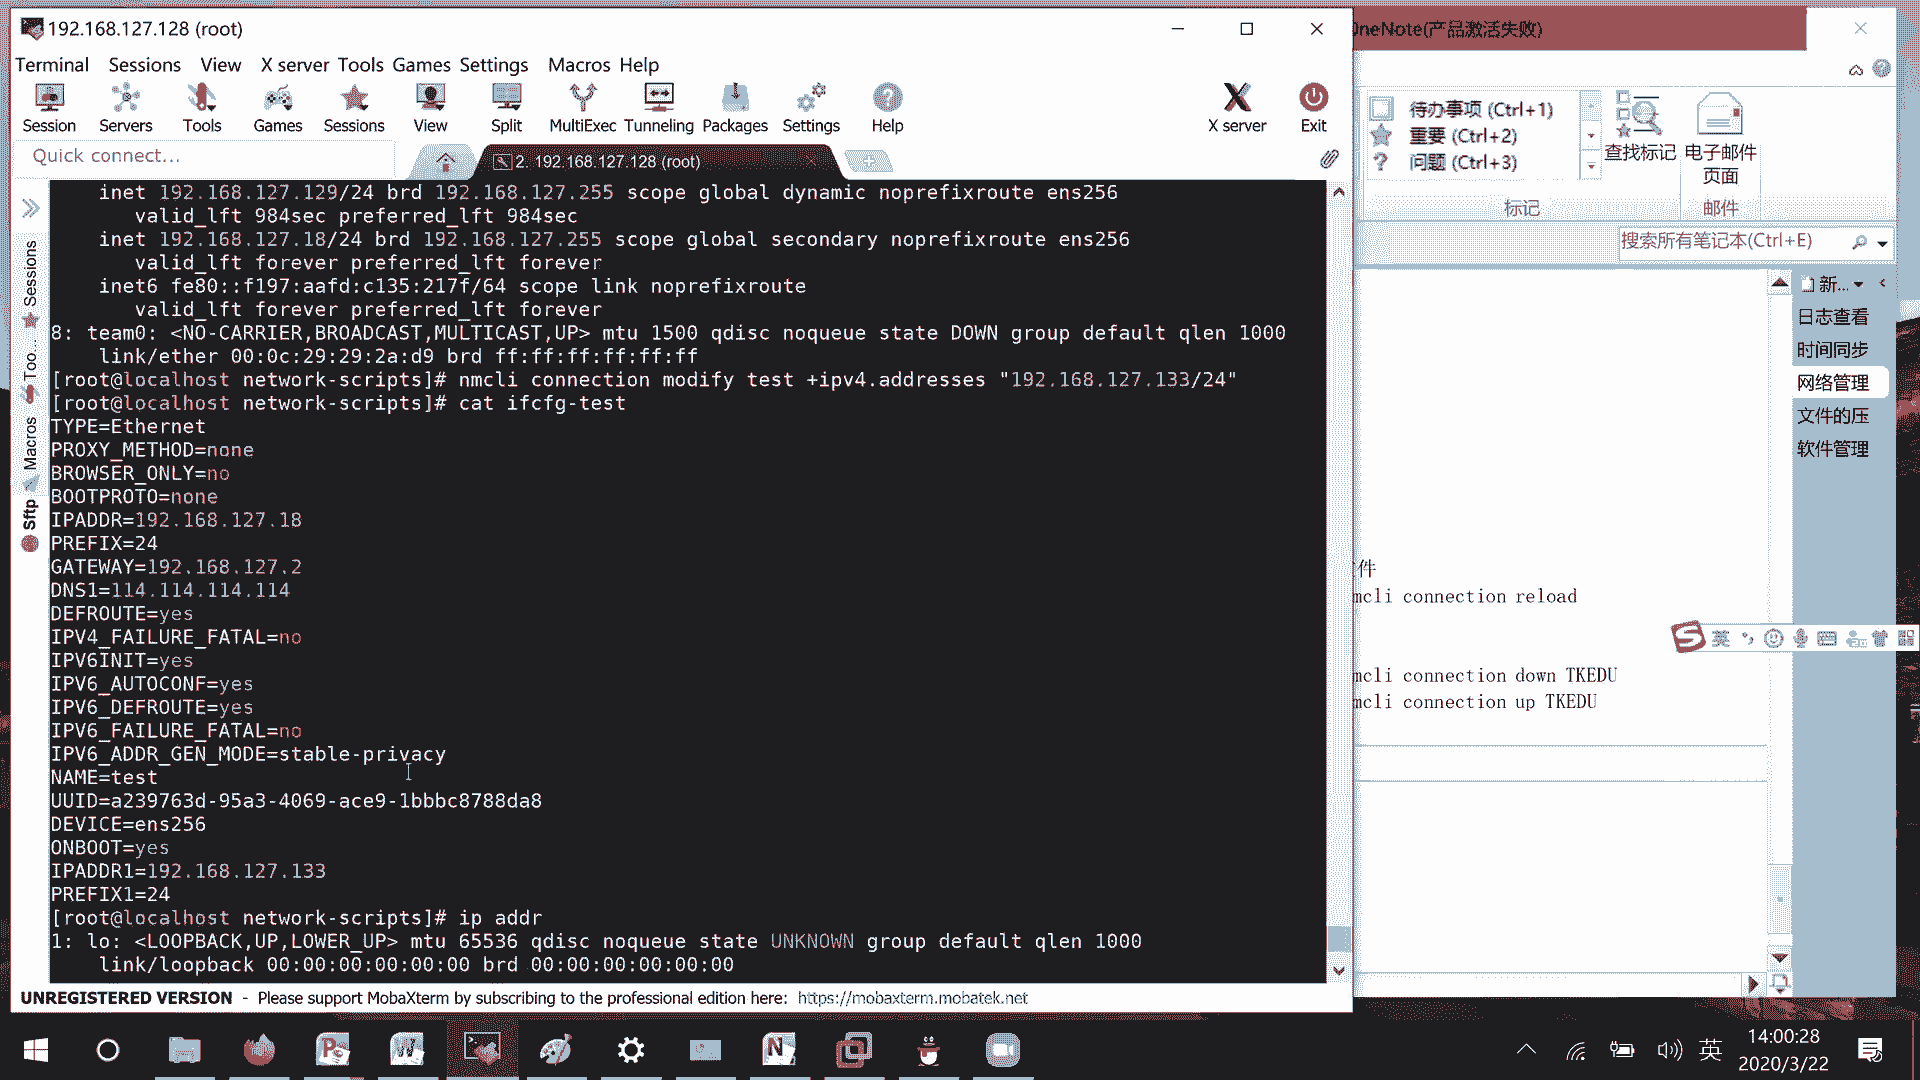 192.168.127.128 (root)
OneNote(产品激活失败)
Terminal Sessions View X server Tools Games Settings Macros Help
Session Servers Tools Games Sessions View Split MultiExec Tunneling Packages Settings Help X server Exit
Quick connect...
2. 192.168.127.128 (root)
待办事项 (Ctrl+1)
重要 (Ctrl+2)
问题 (Ctrl+3)
标记
查找标记
电子邮件
页面
邮件
搜索所有笔记本(Ctrl+E)
Sessions
Too...
Macros
Sftp
inet 192.168.127.129/24 brd 192.168.127.255 scope global dynamic noprefixroute ens256
valid_lft 984sec preferred_lft 984sec
inet 192.168.127.18/24 brd 192.168.127.255 scope global secondary noprefixroute ens256
valid_lft forever preferred_lft forever
inet6 fe80::f197:aafd:c135:217f/64 scope link noprefixroute
valid_lft forever preferred_lft forever
8: team0: <NO-CARRIER,BROADCAST,MULTICAST,UP> mtu 1500 qdisc noqueue state DOWN group default qlen 1000
link/ether 00:0c:29:29:2a:d9 brd ff:ff:ff:ff:ff:ff
[root@localhost network-scripts]# nmcli connection modify test +ipv4.addresses "192.168.127.133/24"
[root@localhost network-scripts]# cat ifcfg-test
TYPE=Ethernet
PROXY_METHOD=none
BROWSER_ONLY=no
BOOTPROTO=none
IPADDR=192.168.127.18
PREFIX=24
GATEWAY=192.168.127.2
DNS1=114.114.114.114
DEFROUTE=yes
IPV4_FAILURE_FATAL=no
IPV6INIT=yes
IPV6_AUTOCONF=yes
IPV6_DEFROUTE=yes
IPV6_FAILURE_FATAL=no
IPV6_ADDR_GEN_MODE=stable-privacy
NAME=test
UUID=a239763d-95a3-4069-ace9-1bbbc8788da8
DEVICE=ens256
ONBOOT=yes
IPADDR1=192.168.127.133
PREFIX1=24
[root@localhost network-scripts]# ip addr
1: lo: <LOOPBACK,UP,LOWER_UP> mtu 65536 qdisc noqueue state UNKNOWN group default qlen 1000
link/loopback 00:00:00:00:00:00 brd 00:00:00:00:00:00
件
mcli connection reload
mcli connection down TKEDU
mcli connection up TKEDU
新...
日志查看
时间同步
网络管理
文件的压
软件管理
英
UNREGISTERED VERSION - Please support MobaXterm by subscribing to the professional edition here: https://mobaxterm.mobatek.net
英
14:00:28
2020/3/22